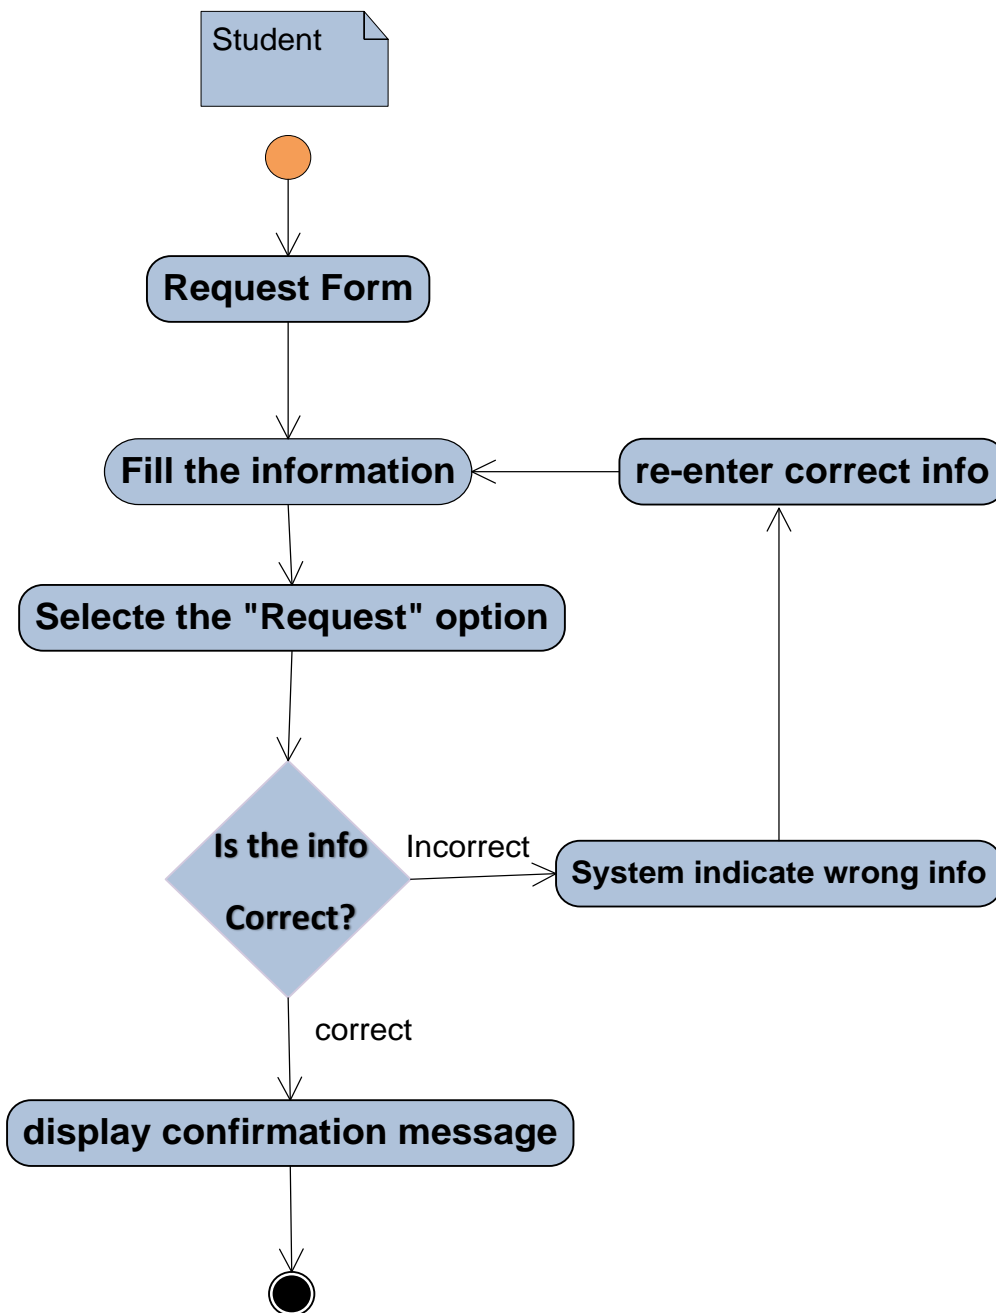 Student
Request Form
Fill the information
re-enter correct info
Selecte the "Request" option
Is the info
Correct?
Incorrect
System indicate wrong info
correct
display confirmation message